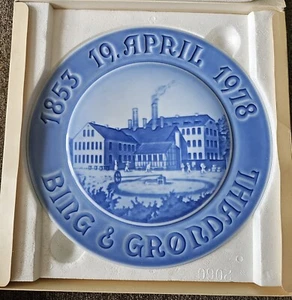 1853 19. APRIL 1978
BING & GRØNDAHL